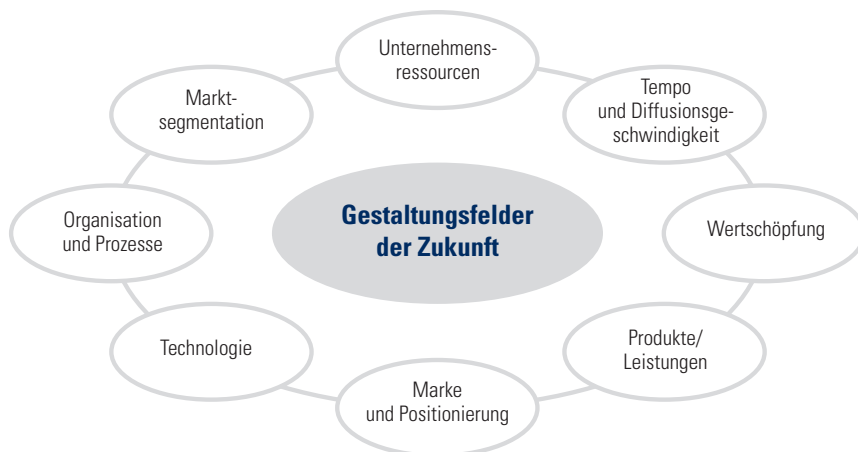 Unternehmens-
ressourcen
Tempo
und Diffusionsge-
schwindigkeit
Markt-
segmentation
Gestaltungsfelder
der Zukunft
Organisation
und Prozesse
Wertschöpfung
Technologie
Produkte/
Leistungen
Marke
und Positionierung